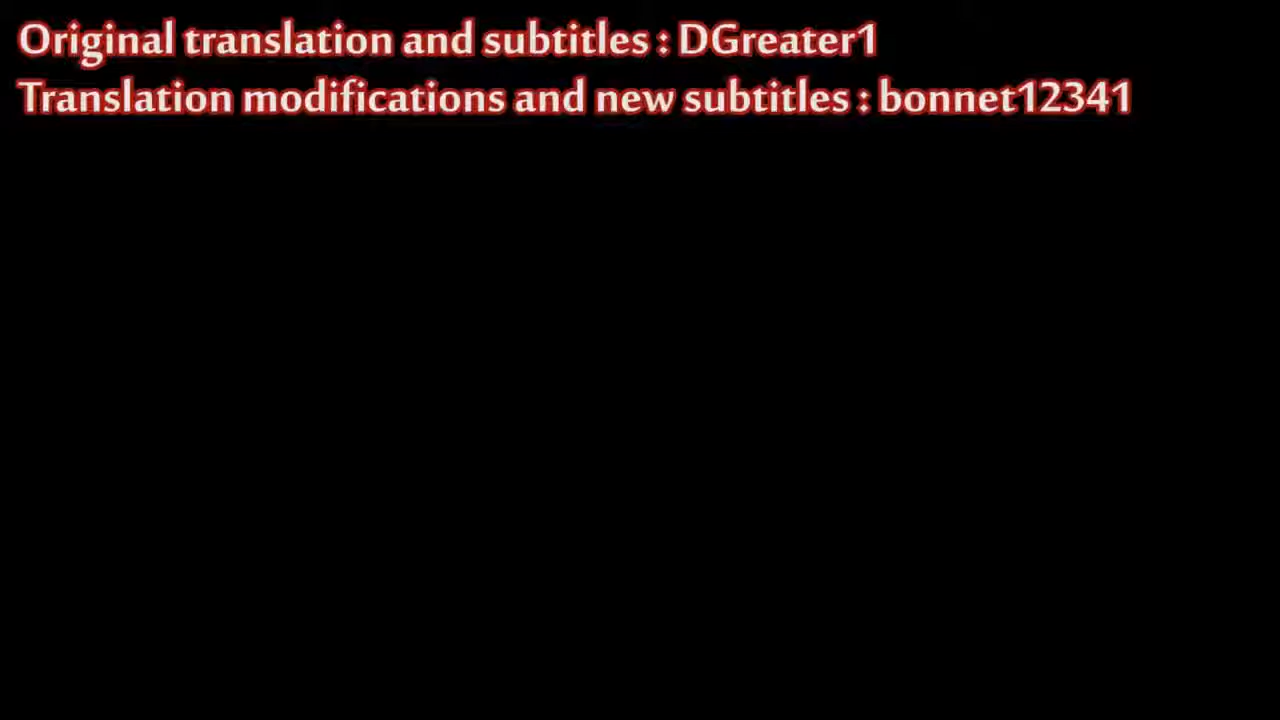 Original translation and subtitles : DGreater1
Translation modifications and new subtitles : bonnet12341